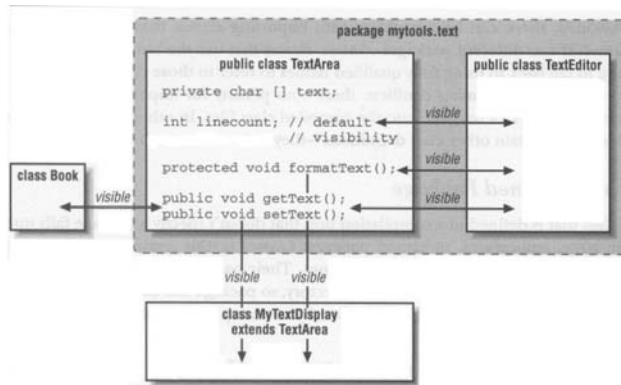 package mytools.text
public class TextArea
private char [] text;
int linecount; // default
// visibility
protected void formatText();
public void getText();
public void setText();
public class TextEditor
visible
visible
visible
class Book
visible
visible
visible
class MyTextDisplay
extends TextArea